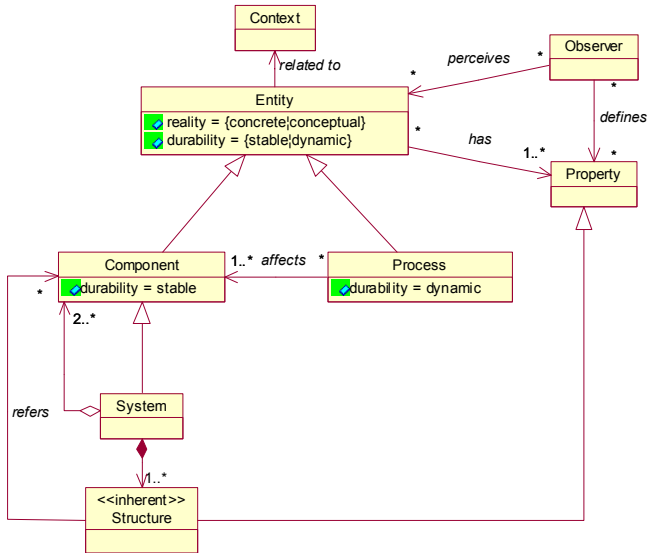 Context
Observer
related to
perceives
*
*
Entity
reality = {concrete¦conceptual}
durability = {stable¦dynamic}
*
defines
*
has
1..*
*
Property
Component
durability = stable
1..*
affects
*
Process
durability = dynamic
*
2..*
System
refers
1..*
<<inherent>>
Structure